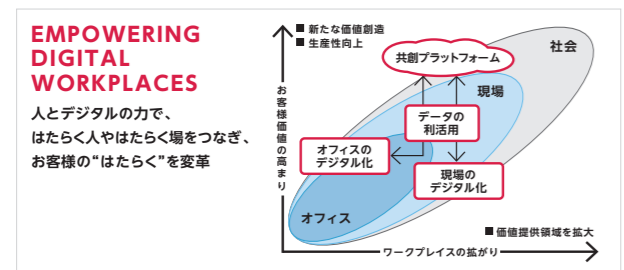 EMPOWERING
DIGITAL
WORKPLACES
人とデジタルの力で、
はたらく人やはたらく場をつなぎ、
お客様の“はたらく”を変革
■ 新たな価値創造
■ 生産性向上
お客様価値の高まり
社会
共創プラットフォーム
現場
データの
利活用
オフィスの
デジタル化
現場の
デジタル化
オフィス
■ 価値提供領域を拡大
ワークプレイスの拡がり